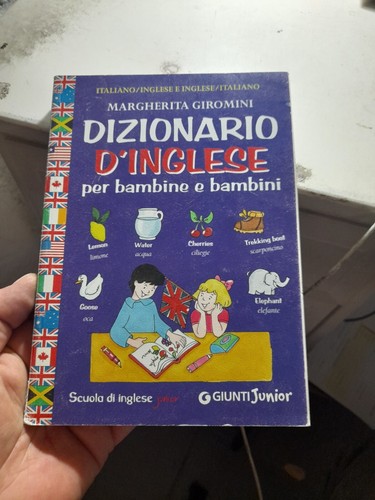 ITALIANO/INGLESE E INGLESE/ITALIANO
MARGHERITA GIROMINI
DIZIONARIO
D'INGLESE
per bambine e bambini
Lemon
limone
Water
acqua
Cherries
ciliegie
Trekking boot
scarponcino
Goose
oca
Elephant
elefante
Scuola di inglese junior
GIUNTI Junior